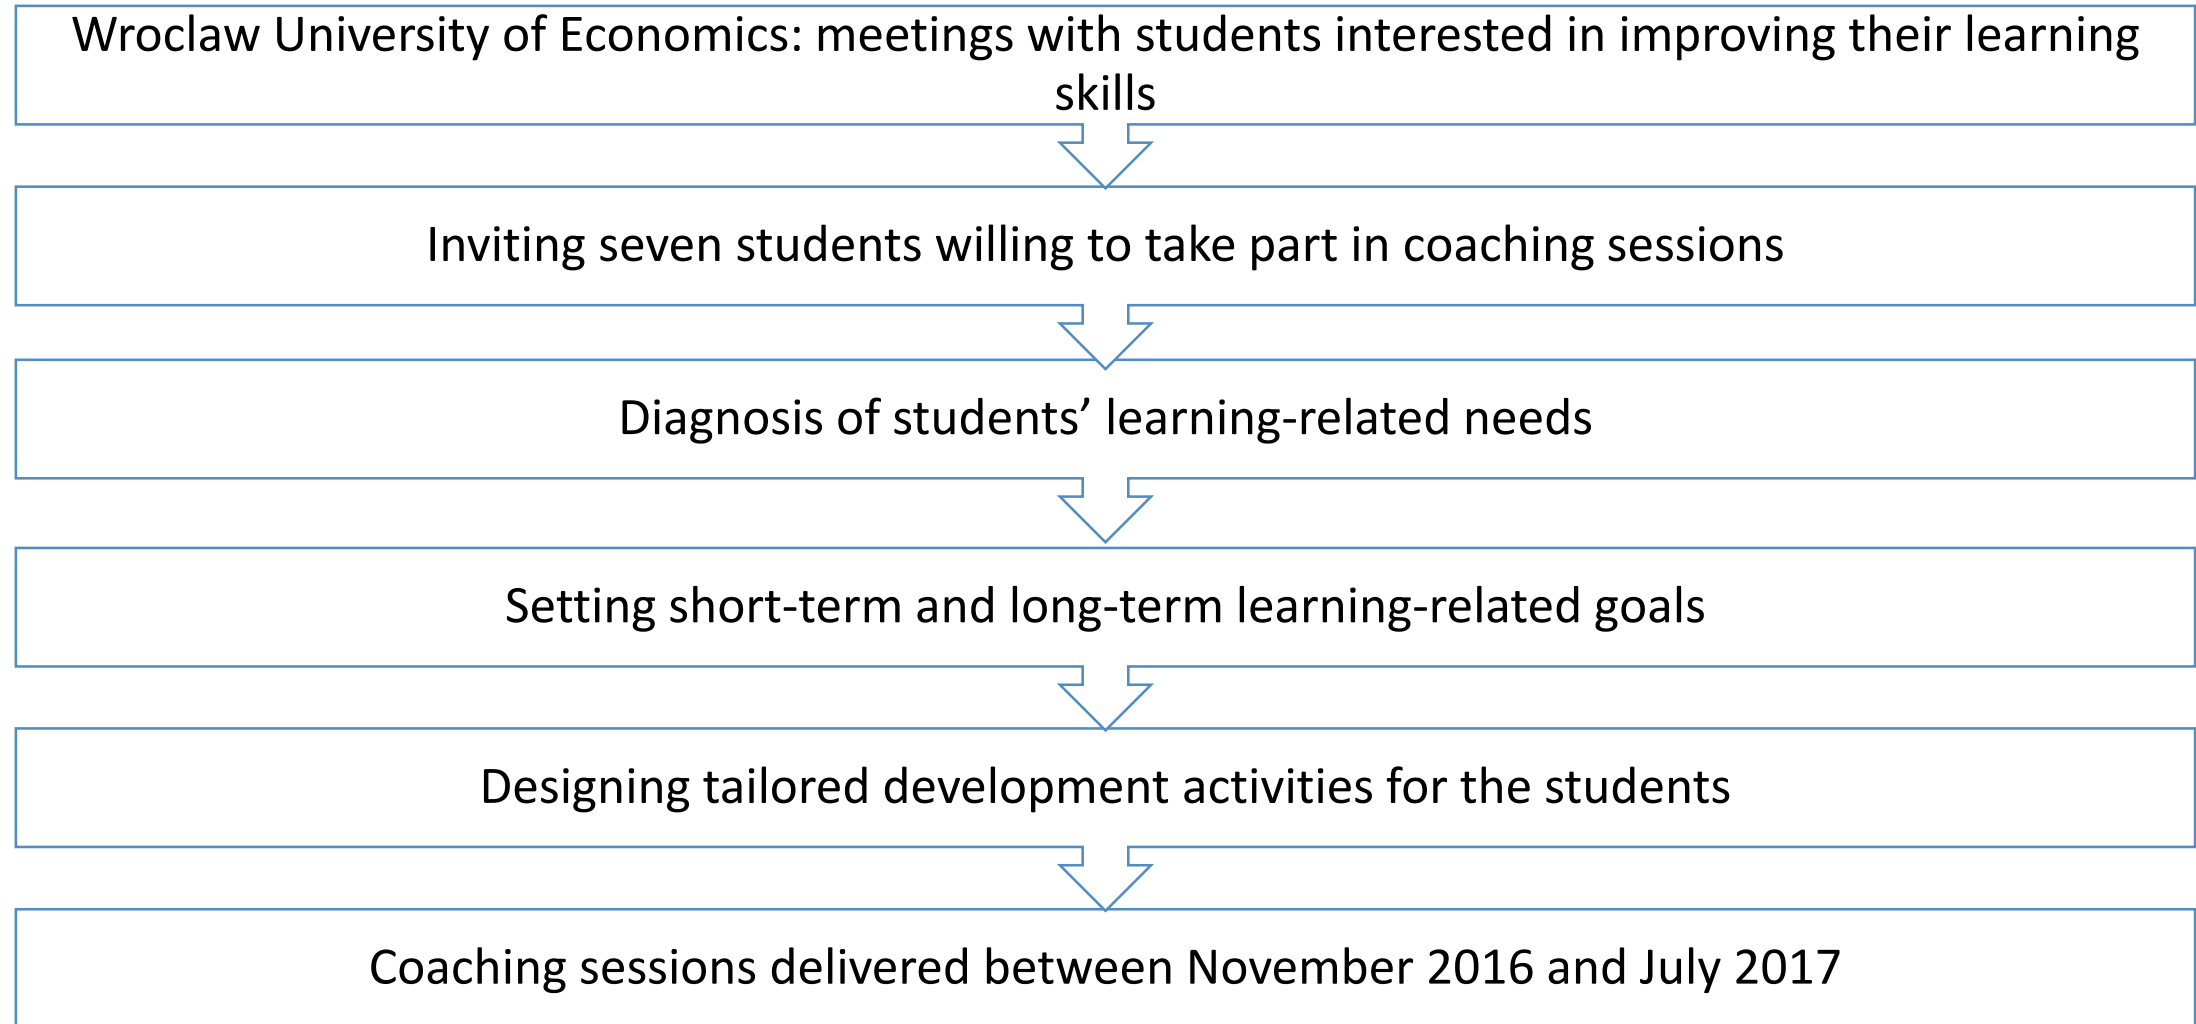 Wroclaw University of Economics: meetings with students interested in improving their learning
skills
Inviting seven students willing to take part in coaching sessions
Diagnosis of students’ learning-related needs
Setting short-term and long-term learning-related goals
Designing tailored development activities for the students
Coaching sessions delivered between November 2016 and July 2017